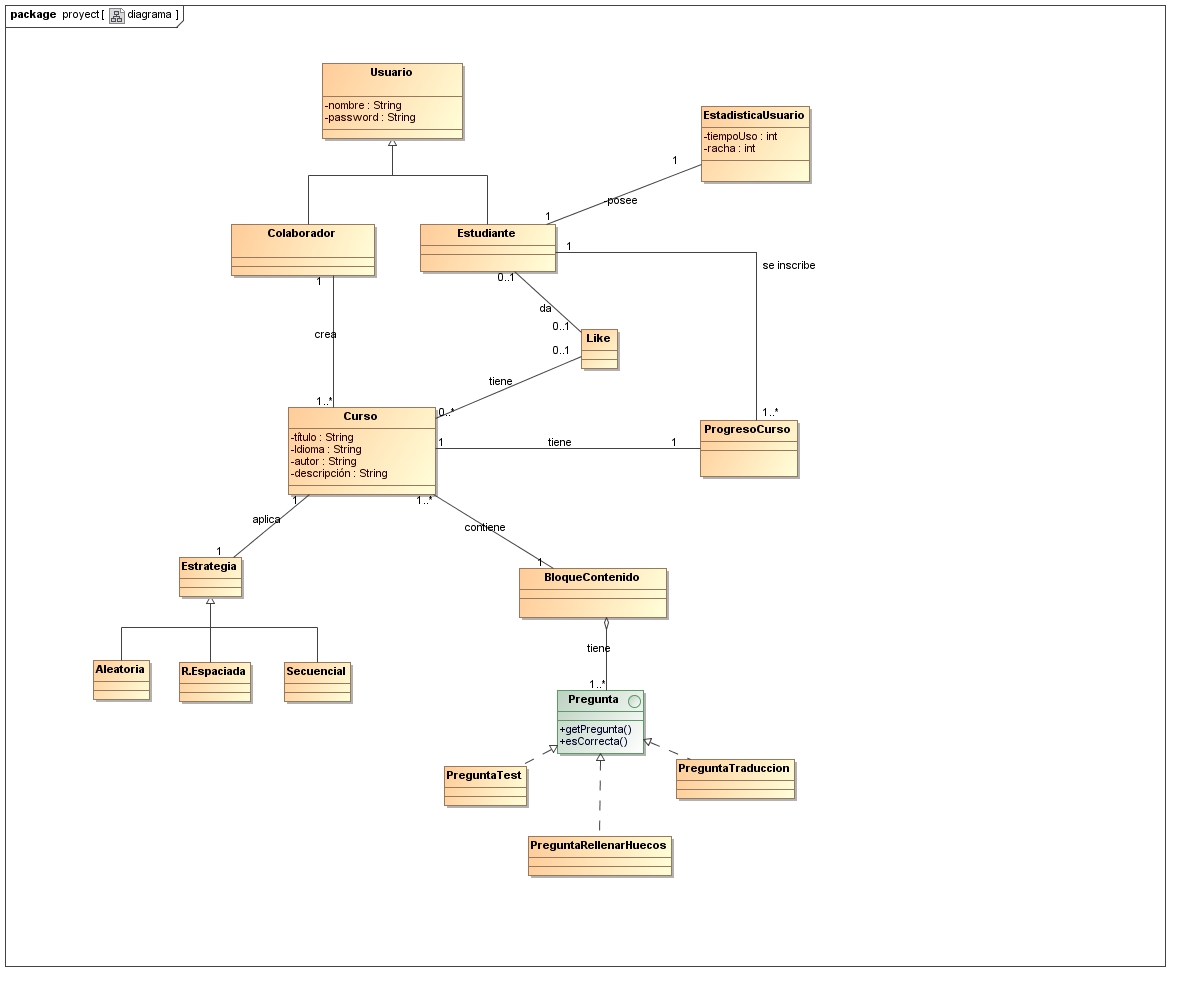 package proyect[ diagrama ]
Usuario
-nombre : String
-password : String
EstadisticaUsuario
-tiempoUso : int
-racha : int
1
-posee
1
Colaborador
Estudiante
1
se inscribe
1
0..1
da
0..1
Like
0..1
crea
tiene
1..*
0..*
1..*
Curso
-título : String
-Idioma : String
-autor : String
-descripción : String
1
tiene
1
ProgresoCurso
1
1..*
aplica
contiene
1
1
Estrategia
BloqueContenido
tiene
Aleatoria
R.Espaciada
Secuencial
1..*
Pregunta
+getPregunta()
+esCorrecta()
PreguntaTest
PreguntaTraduccion
PreguntaRellenarHuecos